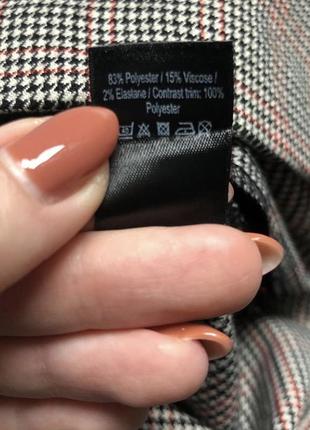 83% Polyester / 15% Viscose /
2% Elastane / Contrast trim: 100%
Polyester